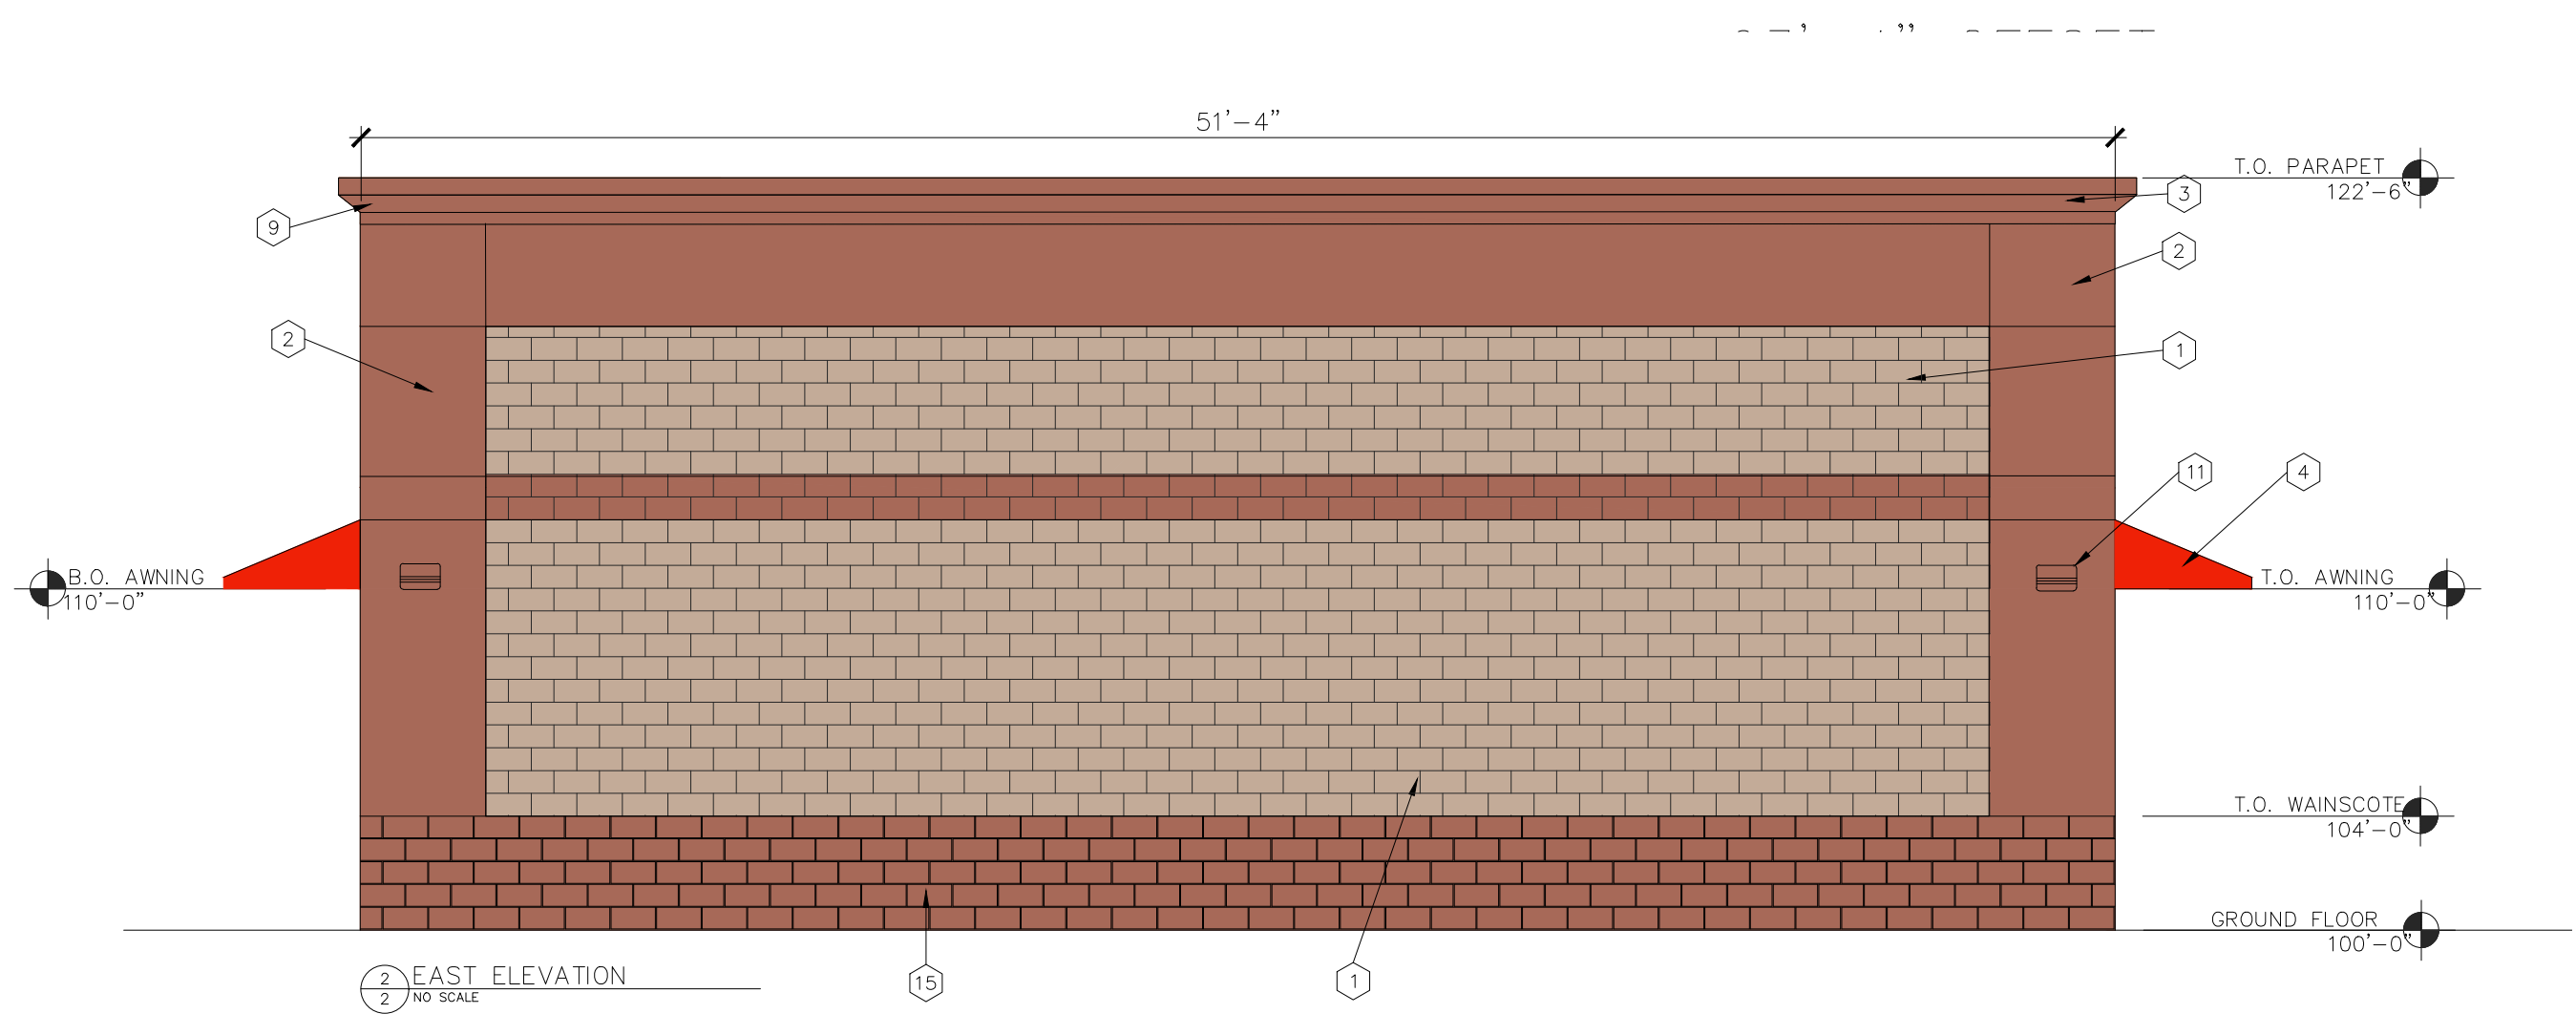 51'-4"
T.O. PARAPET
122'-6"
3
9
2
2
1
11
4
B.O. AWNING
110'-0"
T.O. AWNING
110'-0"
T.O. WAINSCOTE
104'-0"
GROUND FLOOR
100'-0"
2
EAST ELEVATION
2
NO SCALE
15
1